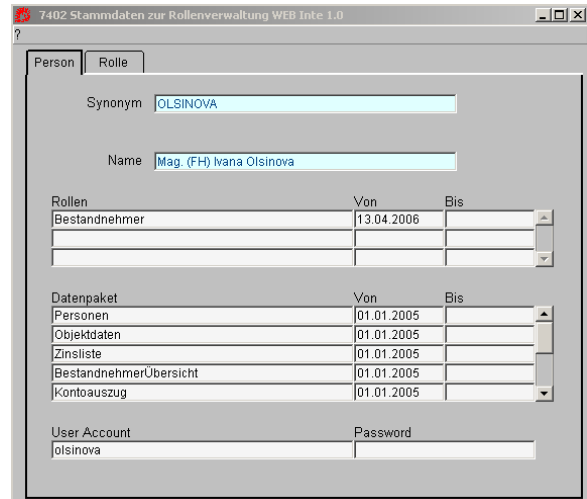 7402 Stammdaten zur Rollenverwaltung WEB Inte 1.0
?
Person Rolle
Synonym OLSINOVA
Name Mag. (FH) Ivana Olsinova
Rollen Von Bis
Bestandnehmer 13.04.2006
Datenpaket Von Bis
Personen 01.01.2005
Objektdaten 01.01.2005
Zinsliste 01.01.2005
BestandnehmerÜbersicht 01.01.2005
Kontoauszug 01.01.2005
User Account Password
olsinova